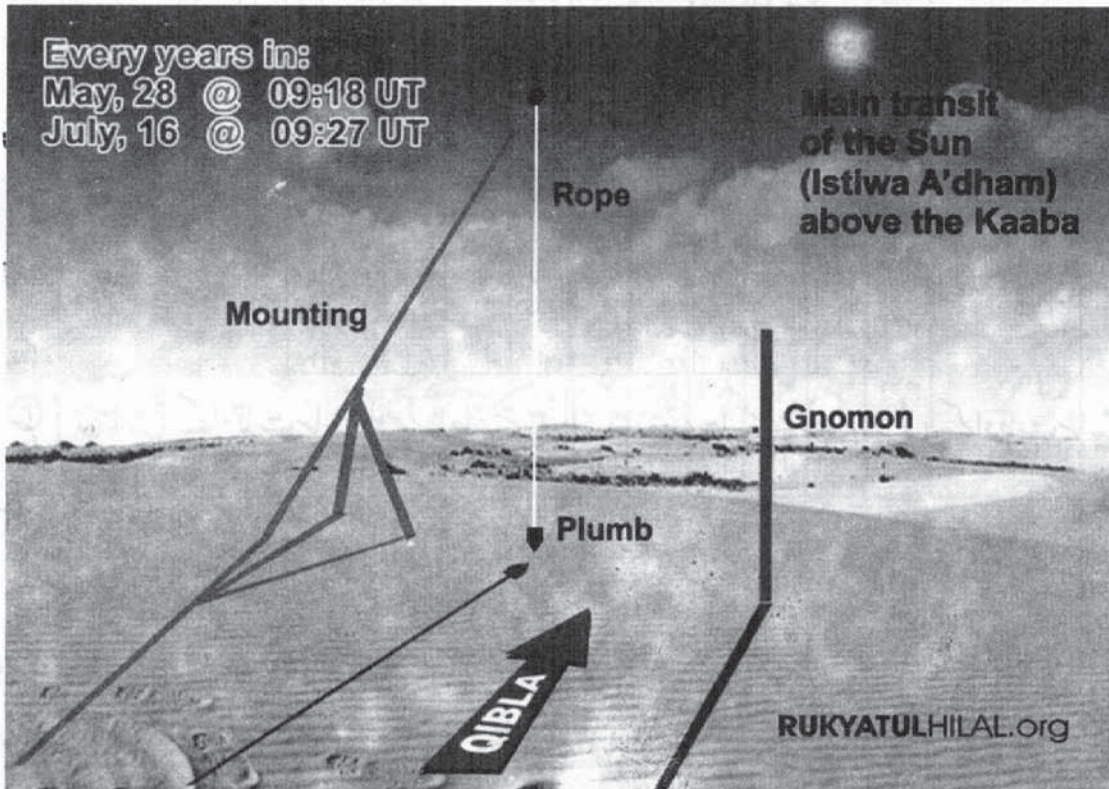 Every years in:
May, 28 @ 09:18 UT
July, 16 @ 09:27 UT
Main transit
of the Sun
(Istiwa A'dham)
above the Kaaba
Rope
Mounting
Gnomon
Plumb
QIBLA
RUKYATULHILAL.org